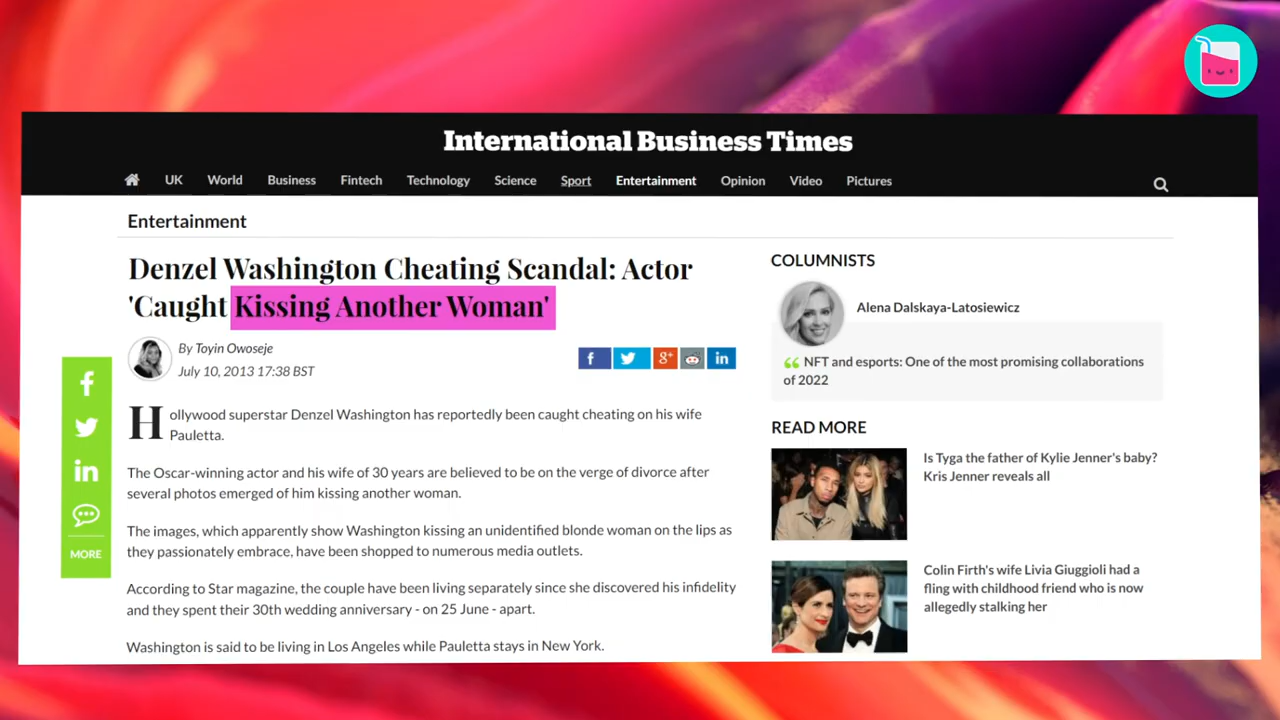 International Business Times
UK World Business Fintech Technology Science Sport Entertainment Opinion Video Pictures
Entertainment
Denzel Washington Cheating Scandal: Actor
'Caught Kissing Another Woman'
By Toyin Owoseje
July 10, 2013 17:38 BST
Hollywood superstar Denzel Washington has reportedly been caught cheating on his wife
Pauletta.
The Oscar-winning actor and his wife of 30 years are believed to be on the verge of divorce after
several photos emerged of him kissing another woman.
The images, which apparently show Washington kissing an unidentified blonde woman on the lips as
they passionately embrace, have been shopped to numerous media outlets.
According to Star magazine, the couple have been living separately since she discovered his infidelity
and they spent their 30th wedding anniversary - on 25 June - apart.
Washington is said to be living in Los Angeles while Pauletta stays in New York.
MORE
COLUMNISTS
Alena Dalskaya-Latosiewicz
NFT and esports: One of the most promising collaborations
of 2022
READ MORE
Is Tyga the father of Kylie Jenner's baby?
Kris Jenner reveals all
Colin Firth's wife Livia Giuggioli had a
fling with childhood friend who is now
allegedly stalking her